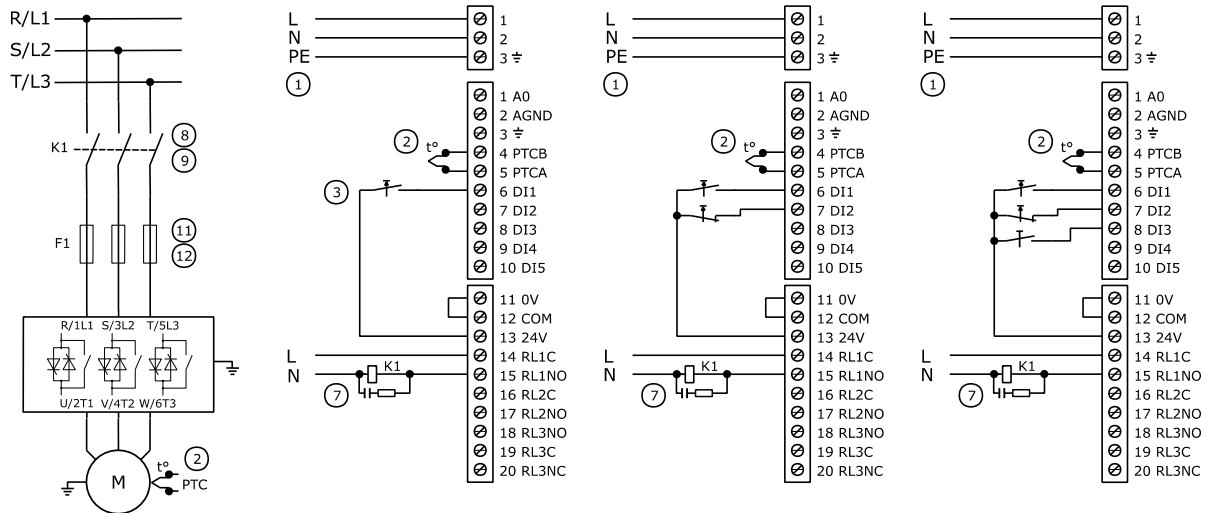 R/L1
S/L2
T/L3
K1
8
9
F1
11
12
R/1L1 S/3L2 T/5L3
U/2T1 V/4T2 W/6T3
M
t°
2
PTC
L
N
PE
1
1
2
3
1 A0
2 AGND
3
4 PTCB
5 PTCA
6 DI1
7 DI2
8 DI3
9 DI4
10 DI5
2
t°
3
11 0V
12 COM
13 24V
14 RL1C
15 RL1NO
16 RL2C
17 RL2NO
18 RL3NO
19 RL3C
20 RL3NC
L
N
K1
7
L
N
PE
1
1
2
3
1 A0
2 AGND
3
4 PTCB
5 PTCA
6 DI1
7 DI2
8 DI3
9 DI4
10 DI5
2
t°
11 0V
12 COM
13 24V
14 RL1C
15 RL1NO
16 RL2C
17 RL2NO
18 RL3NO
19 RL3C
20 RL3NC
L
N
K1
7
L
N
PE
1
1
2
3
1 A0
2 AGND
3
4 PTCB
5 PTCA
6 DI1
7 DI2
8 DI3
9 DI4
10 DI5
2
t°
11 0V
12 COM
13 24V
14 RL1C
15 RL1NO
16 RL2C
17 RL2NO
18 RL3NO
19 RL3C
20 RL3NC
L
N
K1
7